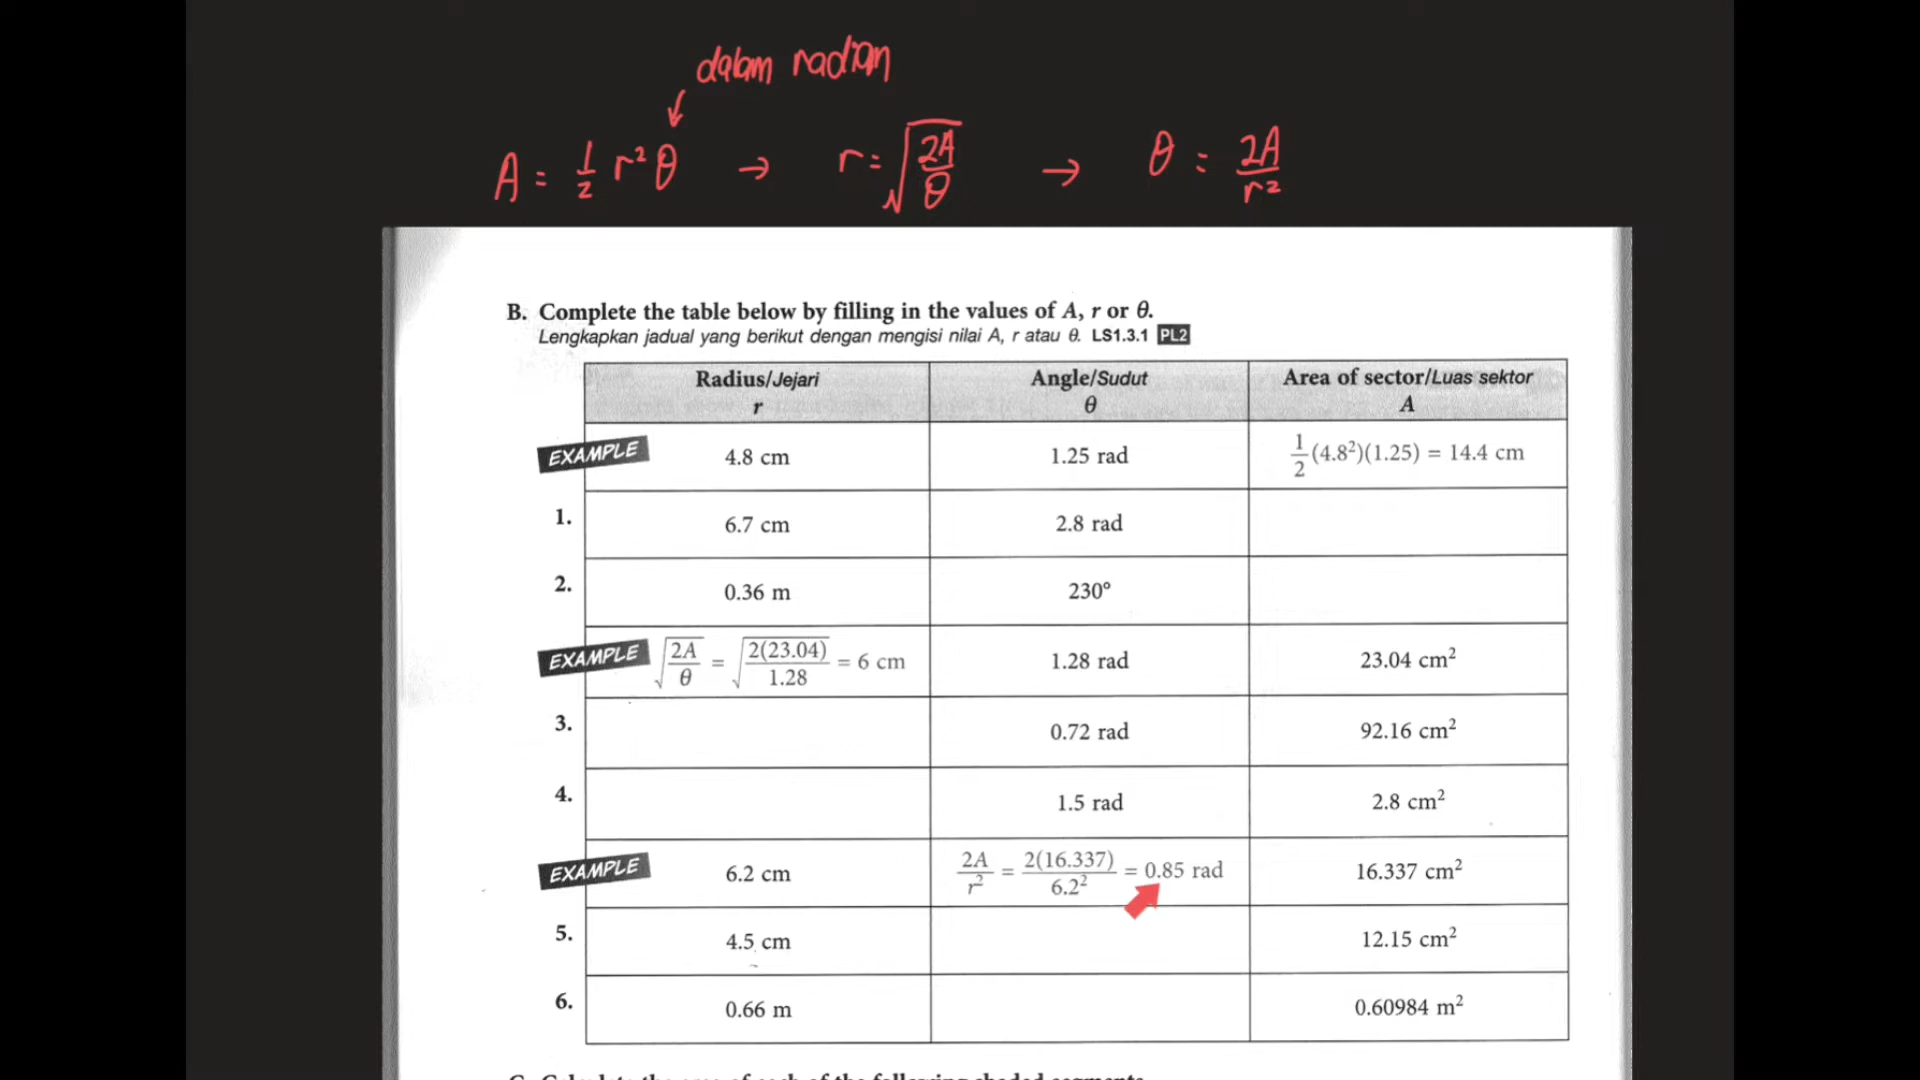 dalam radian
A = 1/2 r²θ → r = √(2A/θ) → θ = 2A/r²
B. Complete the table below by filling in the values of A, r or θ.
Lengkapkan jadual yang berikut dengan mengisi nilai A, r atau θ. LS1.3.1 PL2
Radius/Jejari r Angle/Sudut θ Area of sector/Luas sektor A
EXAMPLE 4.8 cm 1.25 rad 1/2(4.8²)(1.25) = 14.4 cm
1. 6.7 cm 2.8 rad
2. 0.36 m 230°
EXAMPLE √(2A/θ) = √(2(23.04)/1.28) = 6 cm 1.28 rad 23.04 cm²
3. 0.72 rad 92.16 cm²
4. 1.5 rad 2.8 cm²
EXAMPLE 6.2 cm 2A/r² = 2(16.337)/6.2² = 0.85 rad 16.337 cm²
5. 4.5 cm 12.15 cm²
6. 0.66 m 0.60984 m²